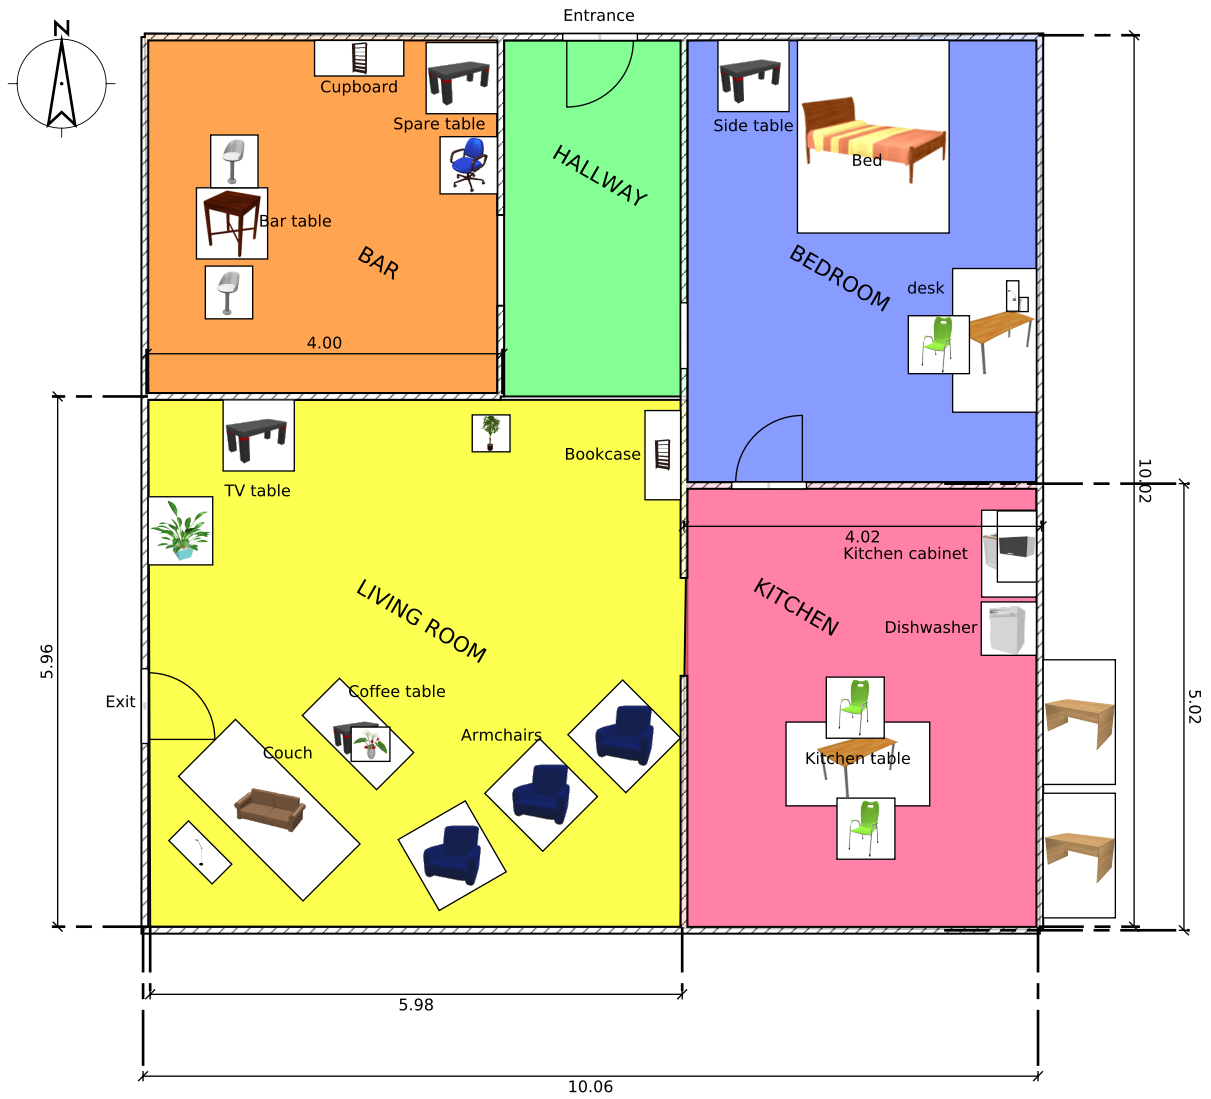 Entrance
N
Cupboard
Spare table
Side table
HALLWAY
Bed
Bar table
BAR
BEDROOM
desk
4.00
Bookcase
TV table
10.02
4.02
Kitchen cabinet
LIVING ROOM
KITCHEN
Dishwasher
5.96
Coffee table
Exit
5.02
Armchairs
Couch
Kitchen table
5.98
10.06